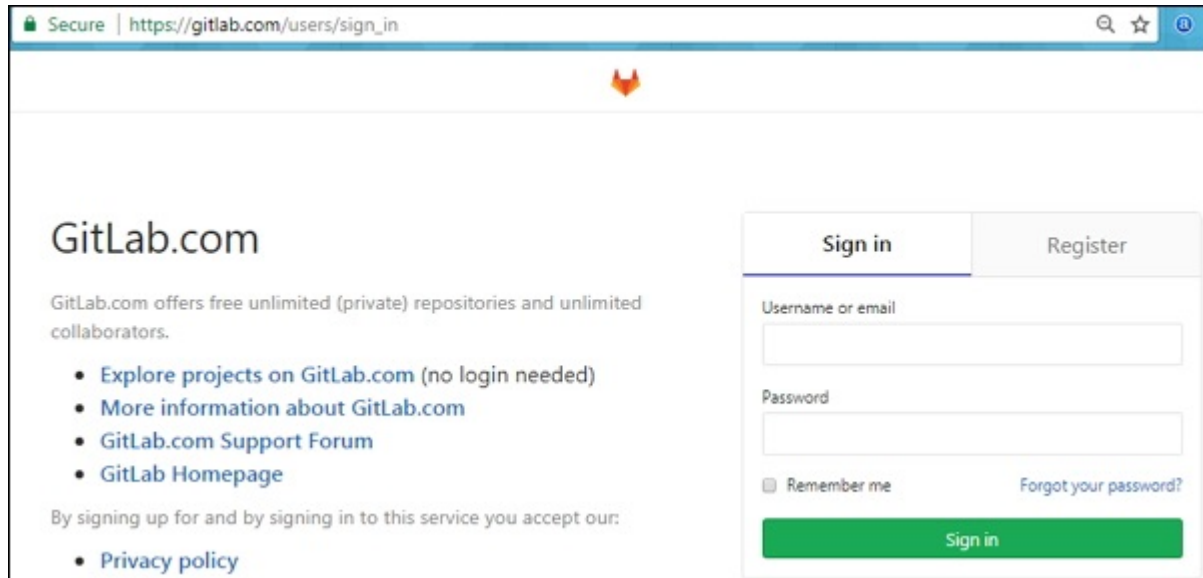 Secure | https://gitlab.com/users/sign_in
GitLab.com
GitLab.com offers free unlimited (private) repositories and unlimited
collaborators.
• Explore projects on GitLab.com (no login needed)
• More information about GitLab.com
• GitLab.com Support Forum
• GitLab Homepage
By signing up for and by signing in to this service you accept our:
• Privacy policy
Sign in
Register
Username or email
Password
Remember me
Forgot your password?
Sign in